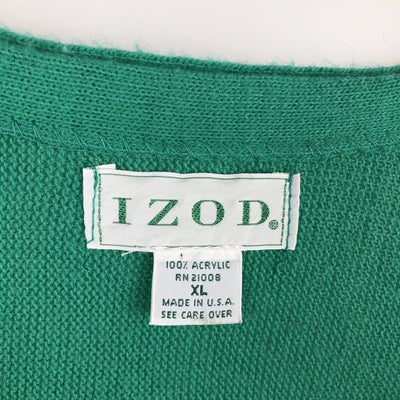 IZOD®
100% ACRYLIC
RN 21008
XL
MADE IN U.S.A.
SEE CARE OVER